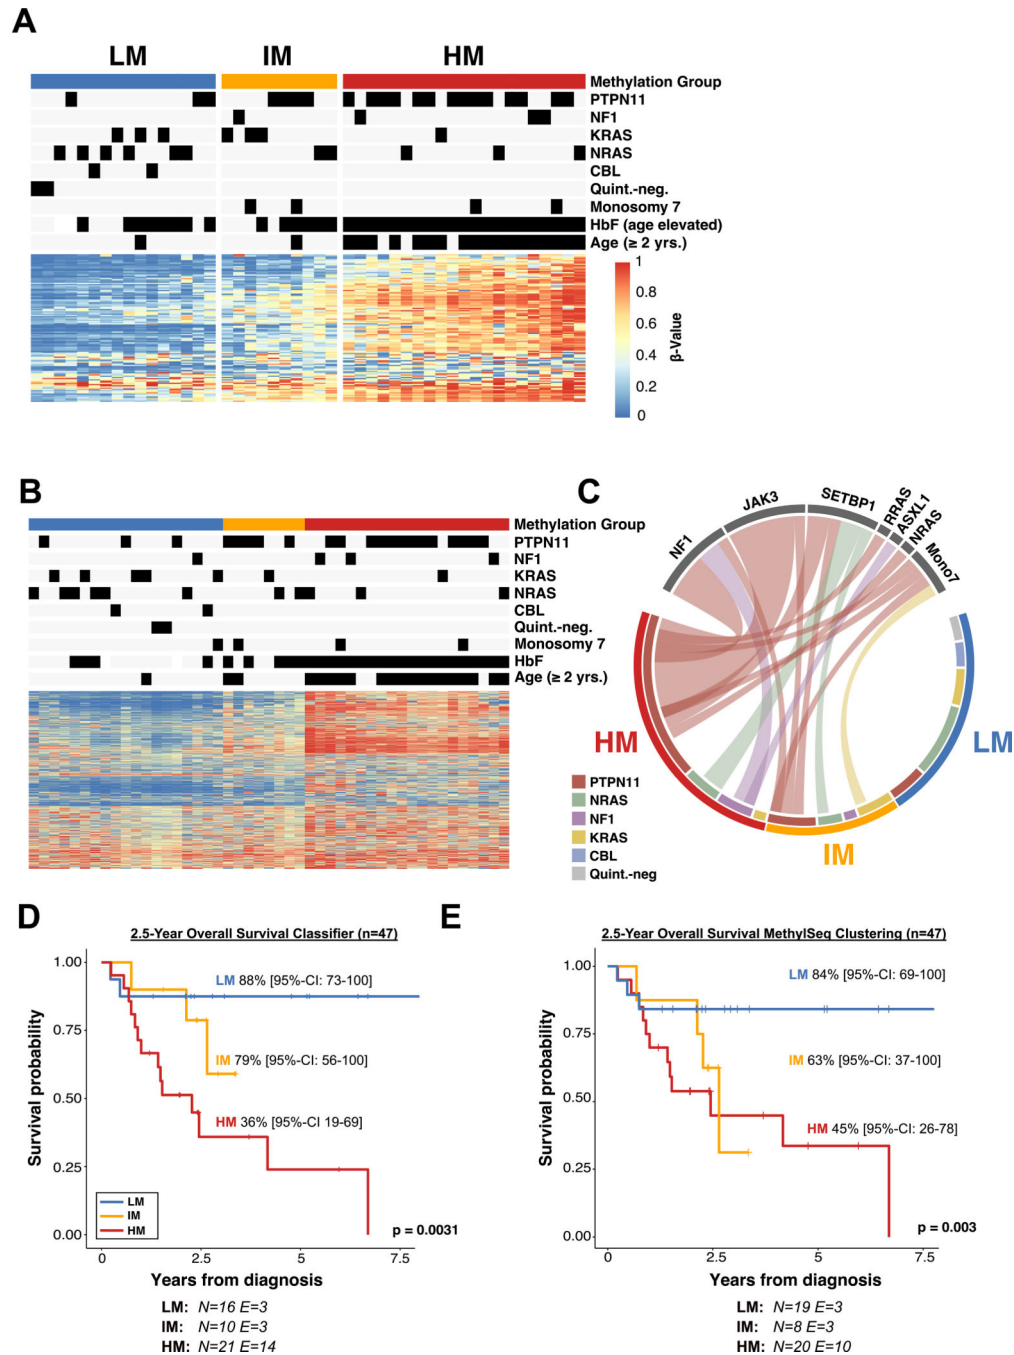 A
LM IM HM
Methylation Group
PTPN11
NF1
KRAS
NRAS
CBL
Quint.-neg.
Monosomy 7
HbF (age elevated)
Age (≥ 2 yrs.)
1
0.8
0.6
0.4
0.2
0
β-Value
B
Methylation Group
PTPN11
NF1
KRAS
NRAS
CBL
Quint.-neg.
Monosomy 7
HbF
Age (≥ 2 yrs.)
C
NF1
JAK3
SETBP1
RRAS
ASXL1
NRAS
Mono7
HM
LM
IM
PTPN11
NRAS
NF1
KRAS
CBL
Quint.-neg
D
2.5-Year Overall Survival Classifier (n=47)
Survival probability
1.00
0.75
0.50
0.25
0.00
LM 88% [95%-CI: 73-100]
IM 79% [95%-CI: 56-100]
HM 36% [95%-CI 19-69]
LM
IM
HM
p = 0.0031
0 2.5 5 7.5
Years from diagnosis
LM: N=16 E=3
IM: N=10 E=3
HM: N=21 E=14
E
2.5-Year Overall Survival MethylSeq Clustering (n=47)
Survival probability
1.00
0.75
0.50
0.25
0.00
LM 84% [95%-CI: 69-100]
IM 63% [95%-CI: 37-100]
HM 45% [95%-CI: 26-78]
p = 0.003
0 2.5 5 7.5
Years from diagnosis
LM: N=19 E=3
IM: N=8 E=3
HM: N=20 E=10